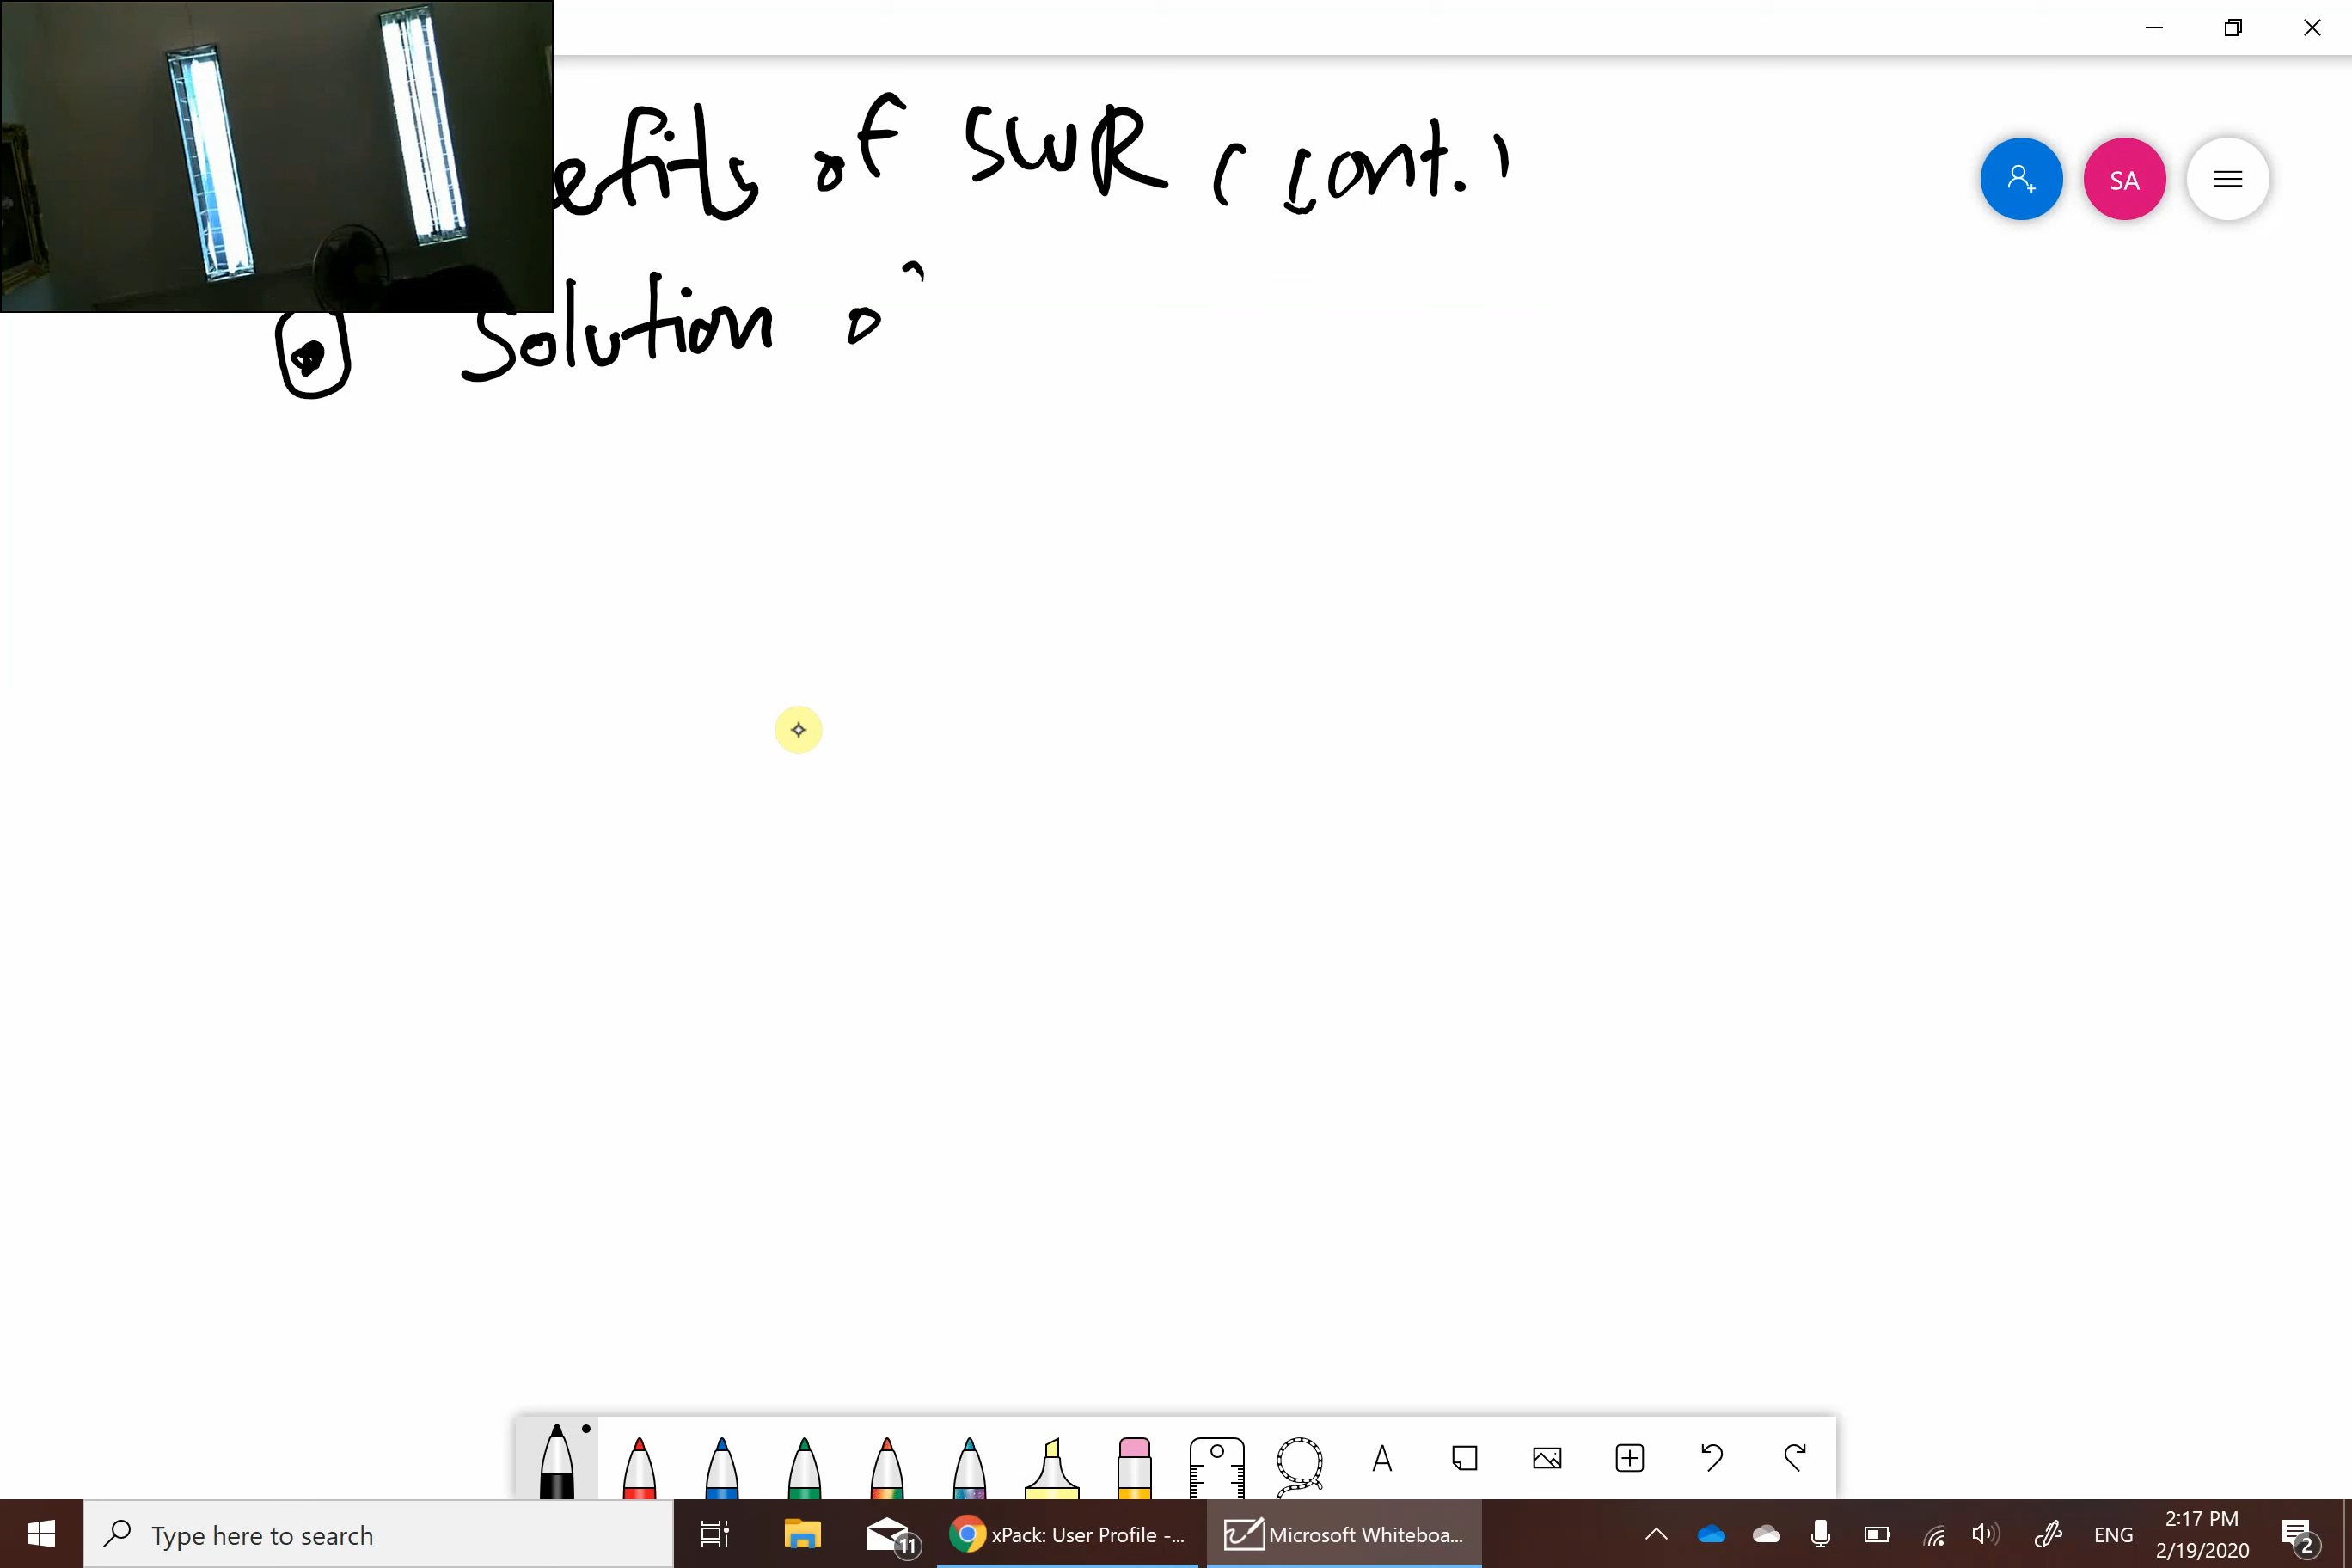 efits of SWR (cont.)
SA
Solution o
A
Type here to search
11
xPack: User Profile -...
Microsoft Whiteboa...
ENG
2:17 PM
2/19/2020
2